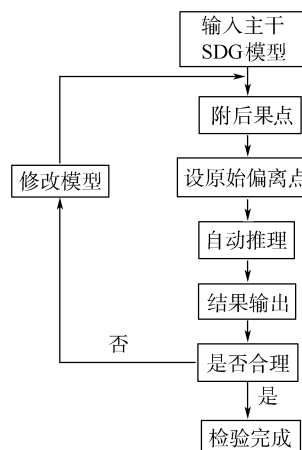 输入主干
SDG模型
附后果点
修改模型
设原始偏离点
自动推理
结果输出
否
是否合理
是
检验完成